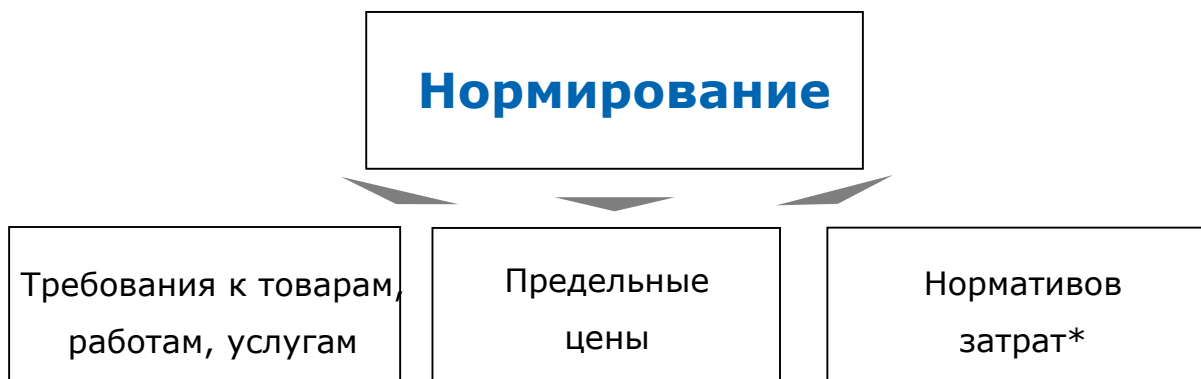 Нормирование
Требования к товарам,
работам, услугам
Предельные
цены
Нормативов
затрат*